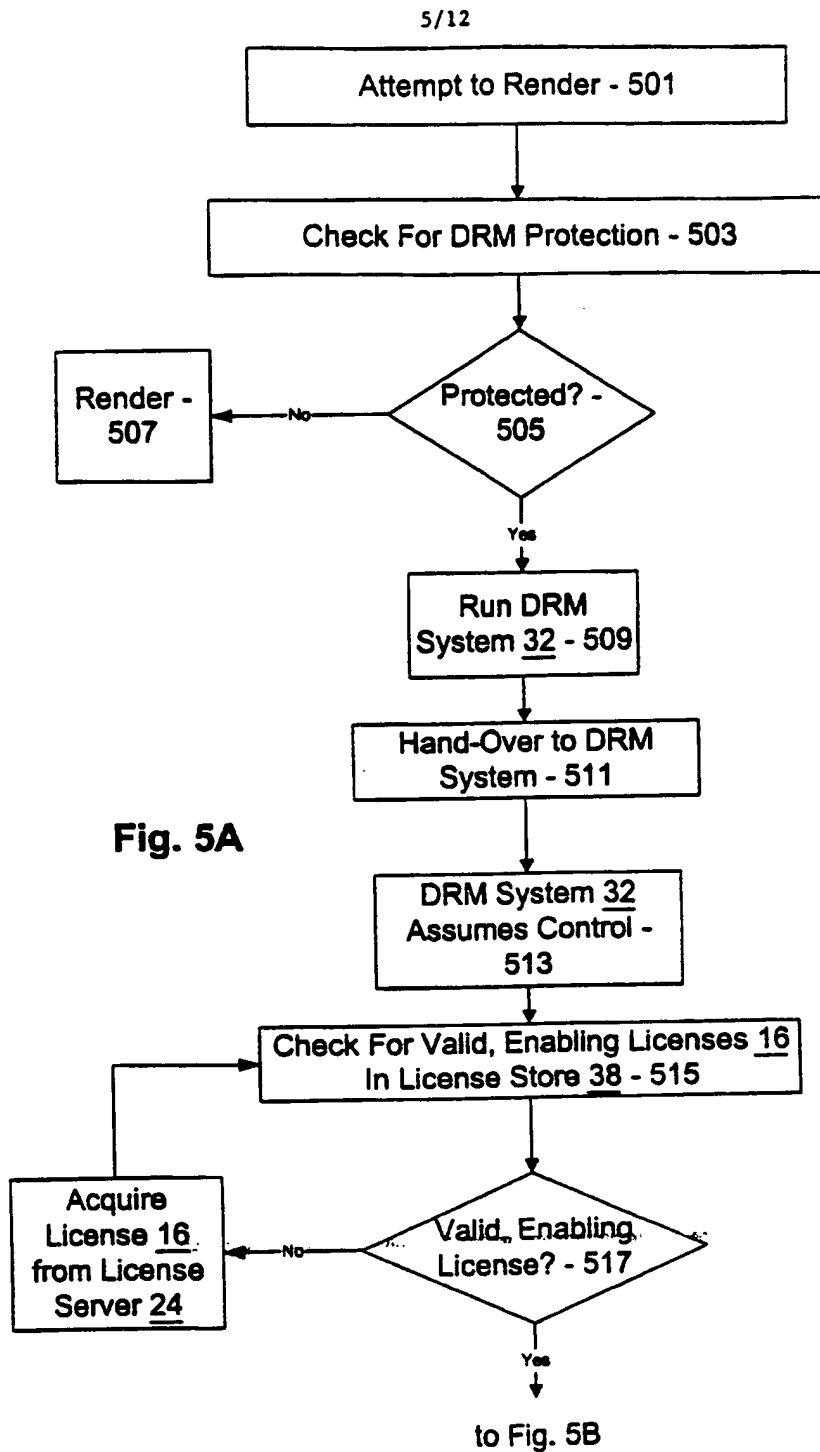 5/12
Attempt to Render - 501
Check For DRM Protection - 503
Protected? -
505
No
Render -
507
Yes
Run DRM
System 32 - 509
Hand-Over to DRM
System - 511
Fig. 5A
DRM System 32
Assumes Control -
513
Check For Valid, Enabling Licenses 16
In License Store 38 - 515
Valid, Enabling
License? - 517
No
Acquire
License 16
from License
Server 24
Yes
to Fig. 5B